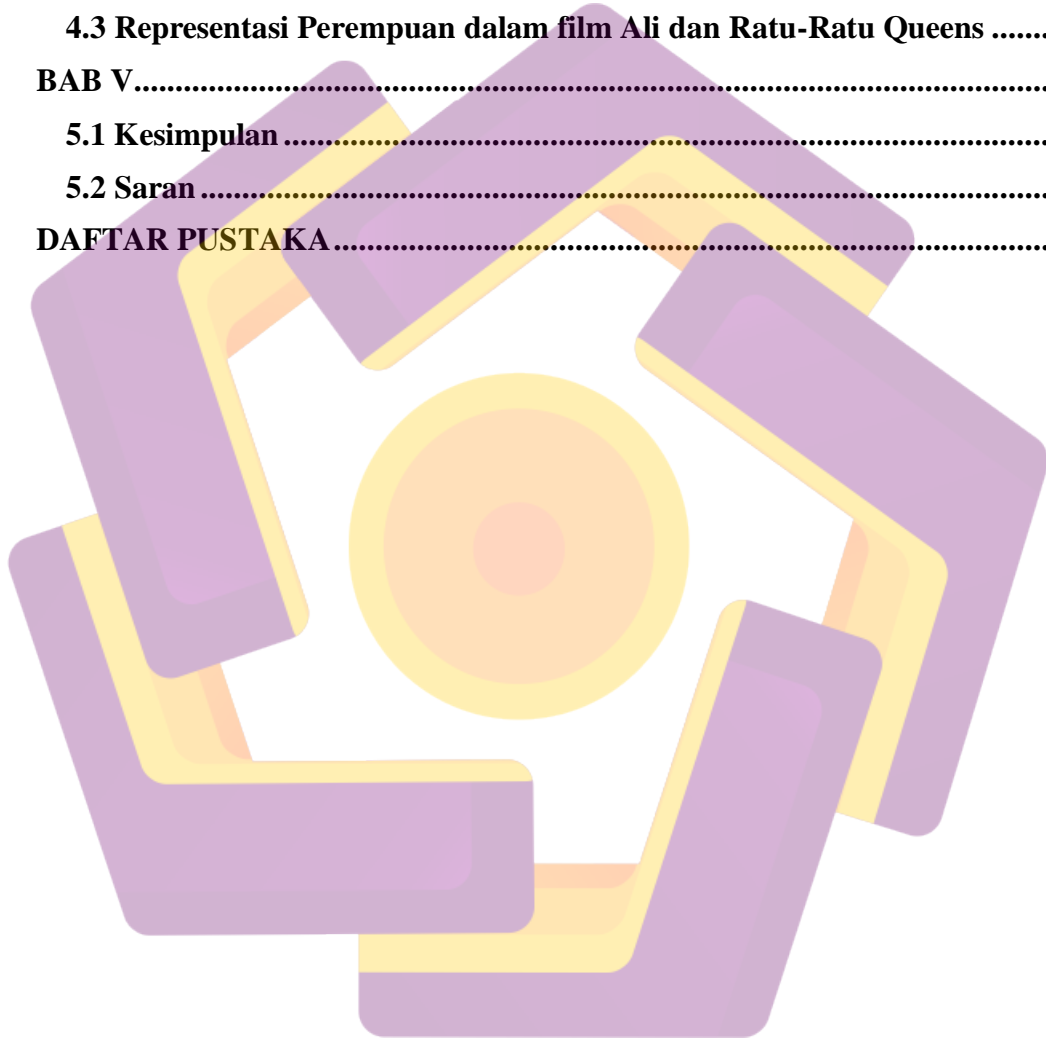 4.3 Representasi Perempuan dalam film Ali dan Ratu-Ratu Queens .......
BAB V.....................................................................................................................
5.1 Kesimpulan ...................................................................................................
5.2 Saran .............................................................................................................
DAFTAR PUSTAKA.............................................................................................